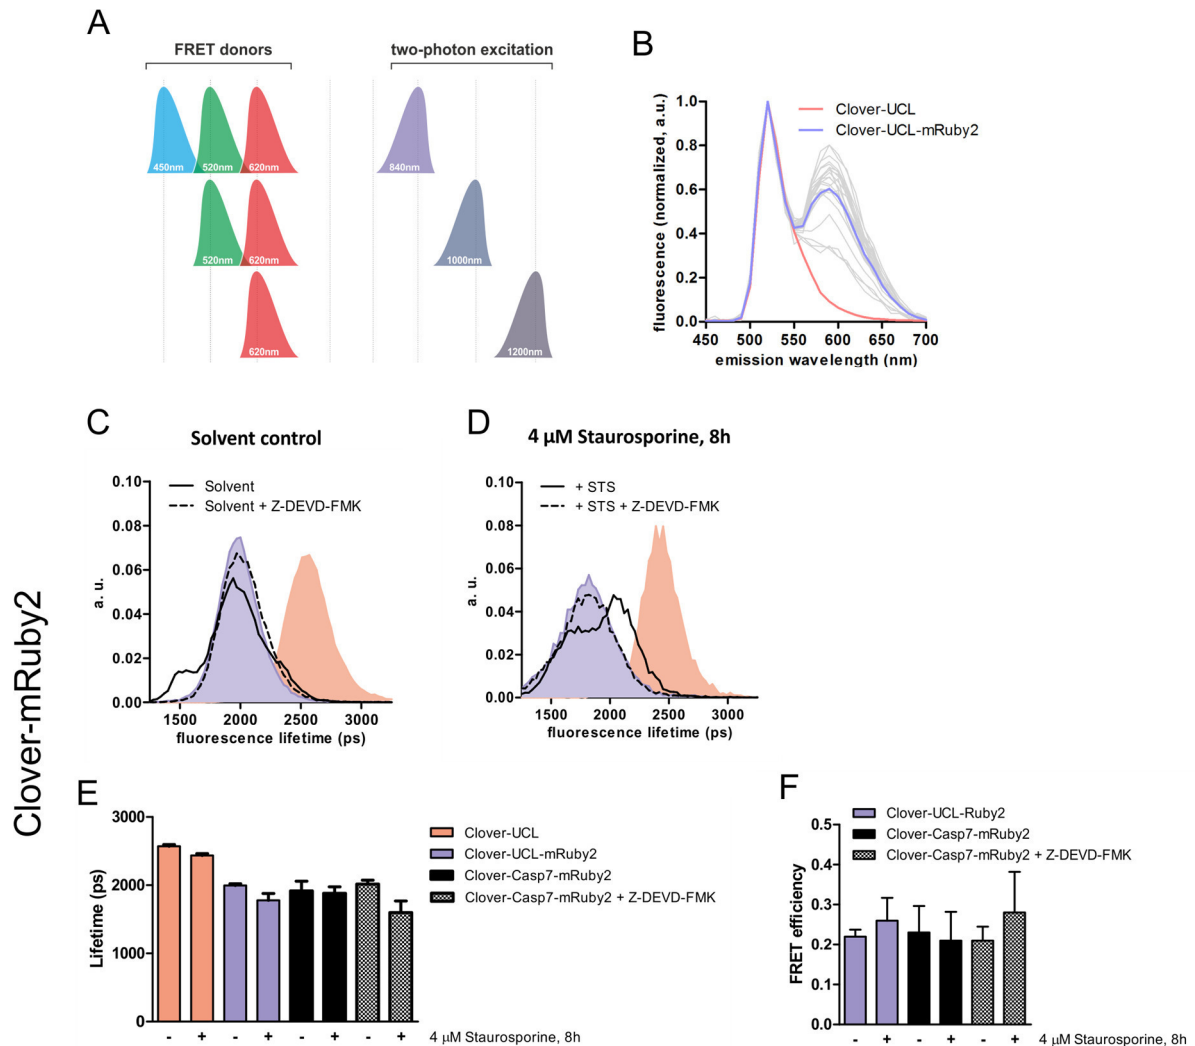 A
FRET donors
two-photon excitation
450nm
520nm
620nm
840nm
520nm
620nm
1000nm
620nm
1200nm
B
fluorescence (normalized, a.u.)
1.0
0.8
0.6
0.4
0.2
0.0
Clover-UCL
Clover-UCL-mRuby2
450 500 550 600 650 700
emission wavelength (nm)
Clover-mRuby2
C
Solvent control
a. u.
0.10
0.08
0.06
0.04
0.02
0.00
Solvent
Solvent + Z-DEVD-FMK
1500 2000 2500 3000
fluorescence lifetime (ps)
D
4 µM Staurosporine, 8h
a. u.
0.10
0.08
0.06
0.04
0.02
0.00
+ STS
+ STS + Z-DEVD-FMK
1500 2000 2500 3000
fluorescence lifetime (ps)
E
Lifetime (ps)
3000
2000
1000
0
Clover-UCL
Clover-UCL-mRuby2
Clover-Casp7-mRuby2
Clover-Casp7-mRuby2 + Z-DEVD-FMK
- + - + - + - + 4 µM Staurosporine, 8h
F
FRET efficiency
0.5
0.4
0.3
0.2
0.1
0.0
Clover-UCL-Ruby2
Clover-Casp7-mRuby2
Clover-Casp7-mRuby2 + Z-DEVD-FMK
- + - + - + 4 µM Staurosporine, 8h